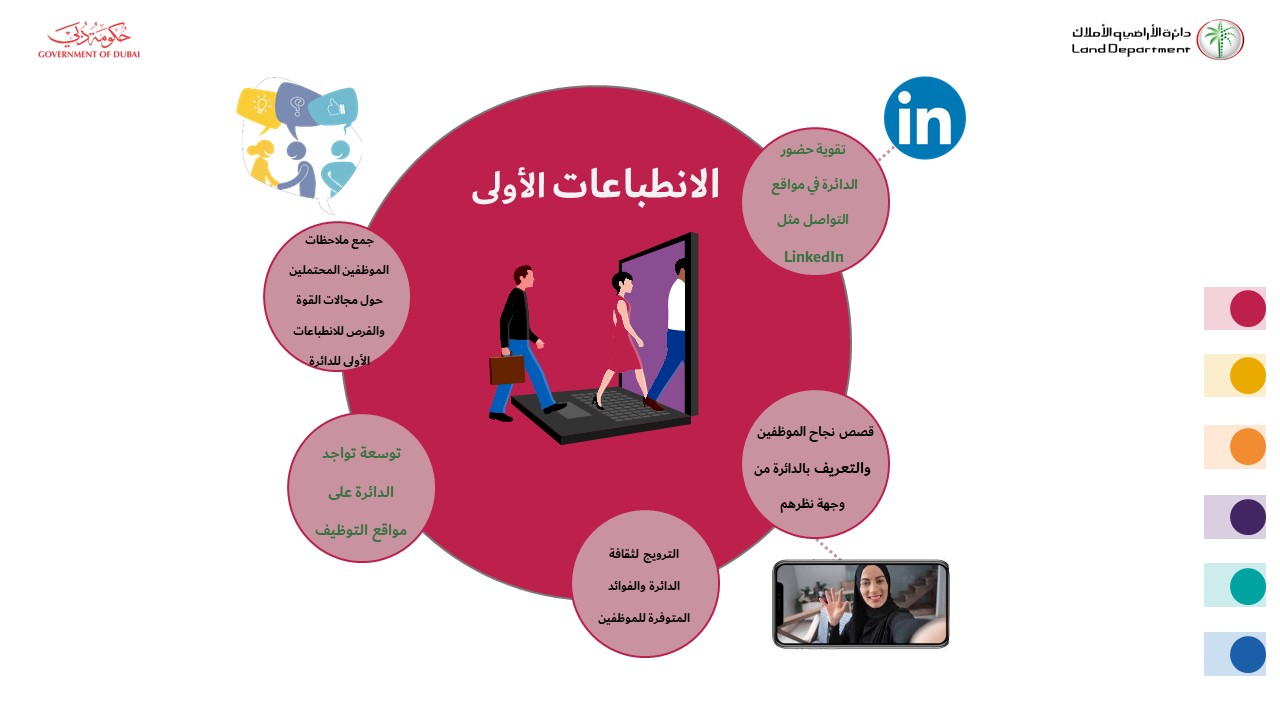 حكومة دبي
GOVERNMENT OF DUBAI
دائرة الأراضي والأملاك
Land Department
الانطباعات الأولى
in
تقوية حضور
الدائرة في مواقع
التواصل مثل
LinkedIn
جمع ملاحظات
الموظفين المحتملين
حول مجالات القوة
والفرص للانطباعات
الأولى للدائرة
قصص نجاح الموظفين
والتعريف بالدائرة من
وجهة نظرهم
توسعة تواجد
الدائرة على
مواقع التوظيف
الترويج لثقافة
الدائرة والفوائد
المتوفرة للموظفين